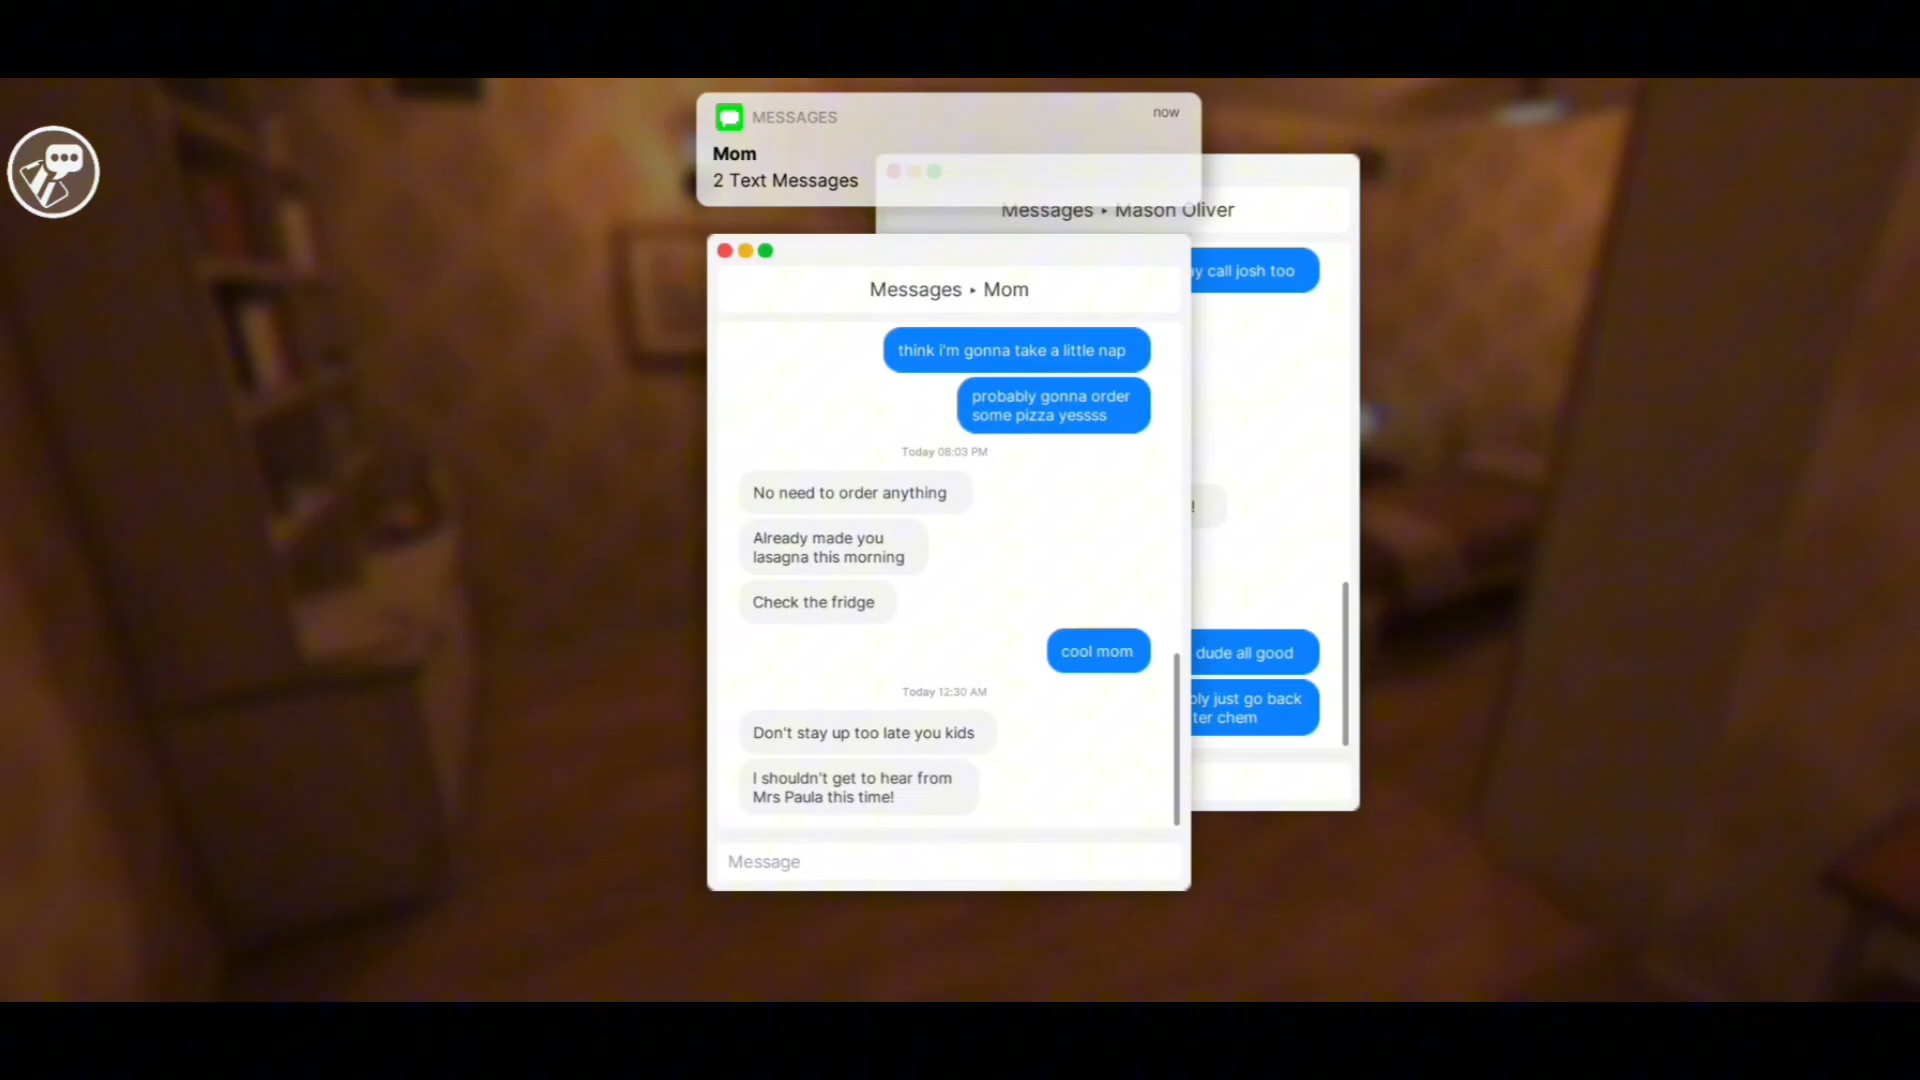 MESSAGES
now
Mom
2 Text Messages
Messages ‣ Mason Oliver
call josh too
!
dude all good
just go back
chem
Messages ‣ Mom
think i'm gonna take a little nap
probably gonna order
some pizza yessss
Today 08:03 PM
No need to order anything
Already made you
lasagna this morning
Check the fridge
cool mom
Today 12:30 AM
Don't stay up too late you kids
I shouldn't get to hear from
Mrs Paula this time!
Message